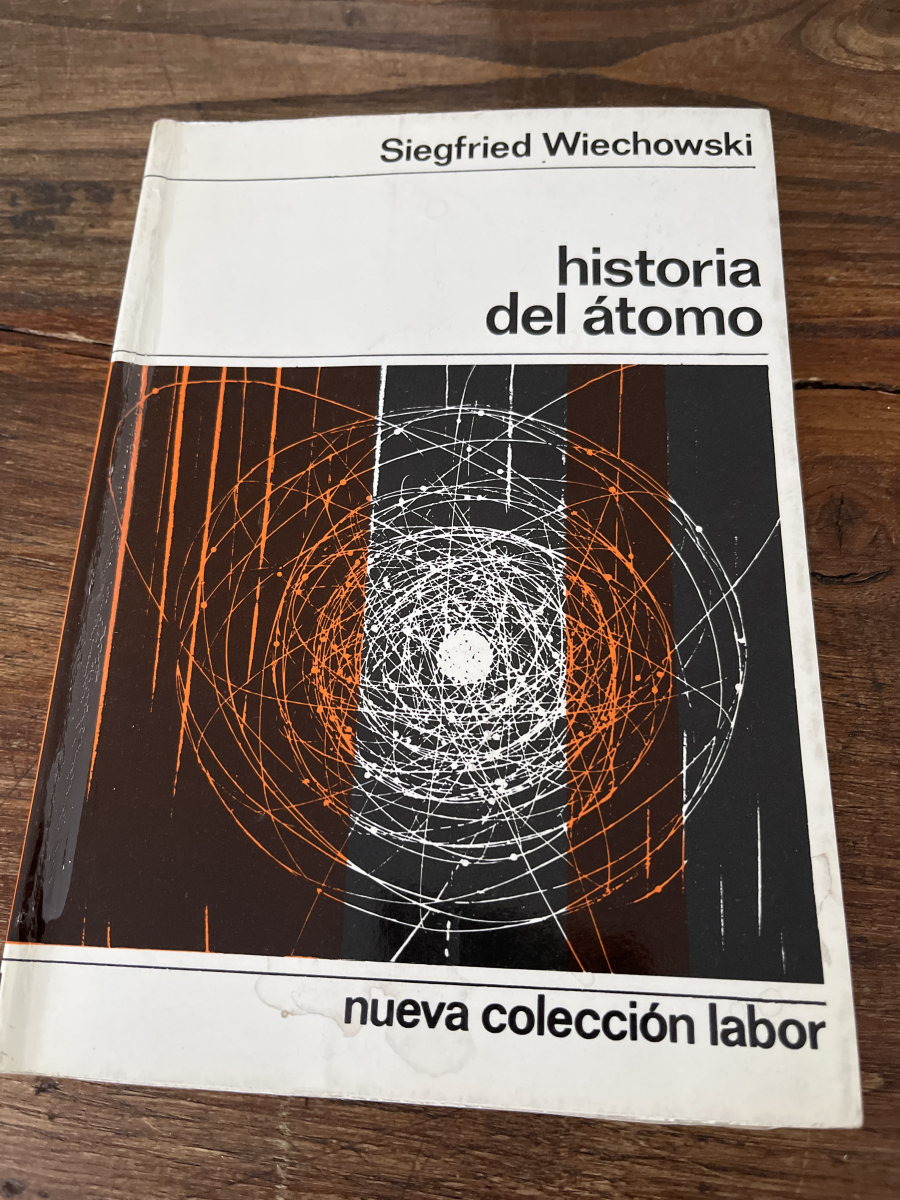 Siegfried Wiechowski
historia
del átomo
nueva colección labor